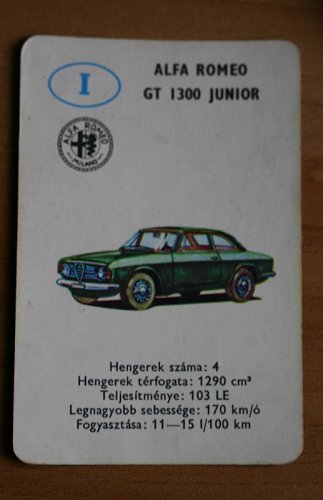 I
ALFA ROMEO
GT 1300 JUNIOR
ALFA ROMEO
MILANO
Hengerek száma: 4
Hengerek térfogata: 1290 cm³
Teljesítménye: 103 LE
Legnagyobb sebessége: 170 km/ó
Fogyasztása: 11—15 l/100 km